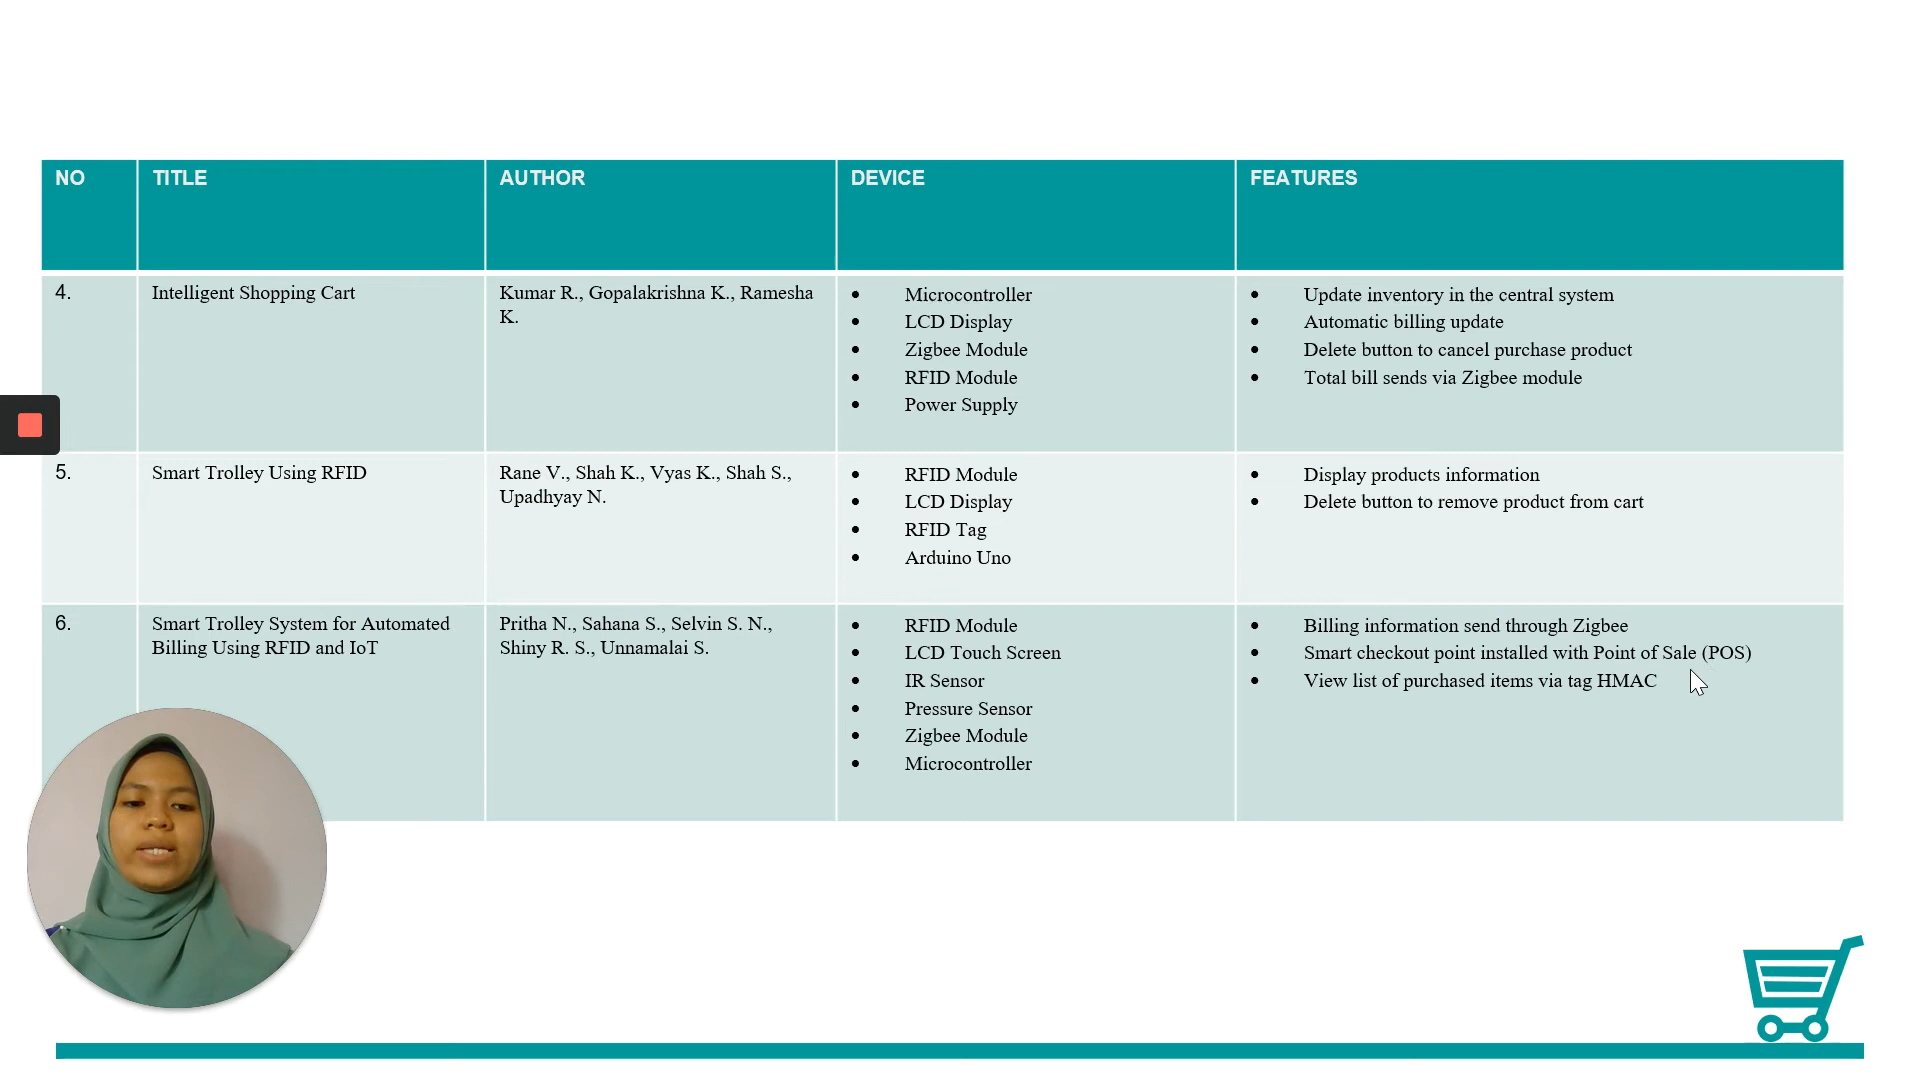 NO
TITLE
AUTHOR
DEVICE
FEATURES
4.
Intelligent Shopping Cart
Kumar R., Gopalakrishna K., Ramesha
K.
• Microcontroller
• LCD Display
• Zigbee Module
• RFID Module
• Power Supply
• Update inventory in the central system
• Automatic billing update
• Delete button to cancel purchase product
• Total bill sends via Zigbee module
5.
Smart Trolley Using RFID
Rane V., Shah K., Vyas K., Shah S.,
Upadhyay N.
• RFID Module
• LCD Display
• RFID Tag
• Arduino Uno
• Display products information
• Delete button to remove product from cart
6.
Smart Trolley System for Automated
Billing Using RFID and IoT
Pritha N., Sahana S., Selvin S. N.,
Shiny R. S., Unnamalai S.
• RFID Module
• LCD Touch Screen
• IR Sensor
• Pressure Sensor
• Zigbee Module
• Microcontroller
• Billing information send through Zigbee
• Smart checkout point installed with Point of Sale (POS)
• View list of purchased items via tag HMAC